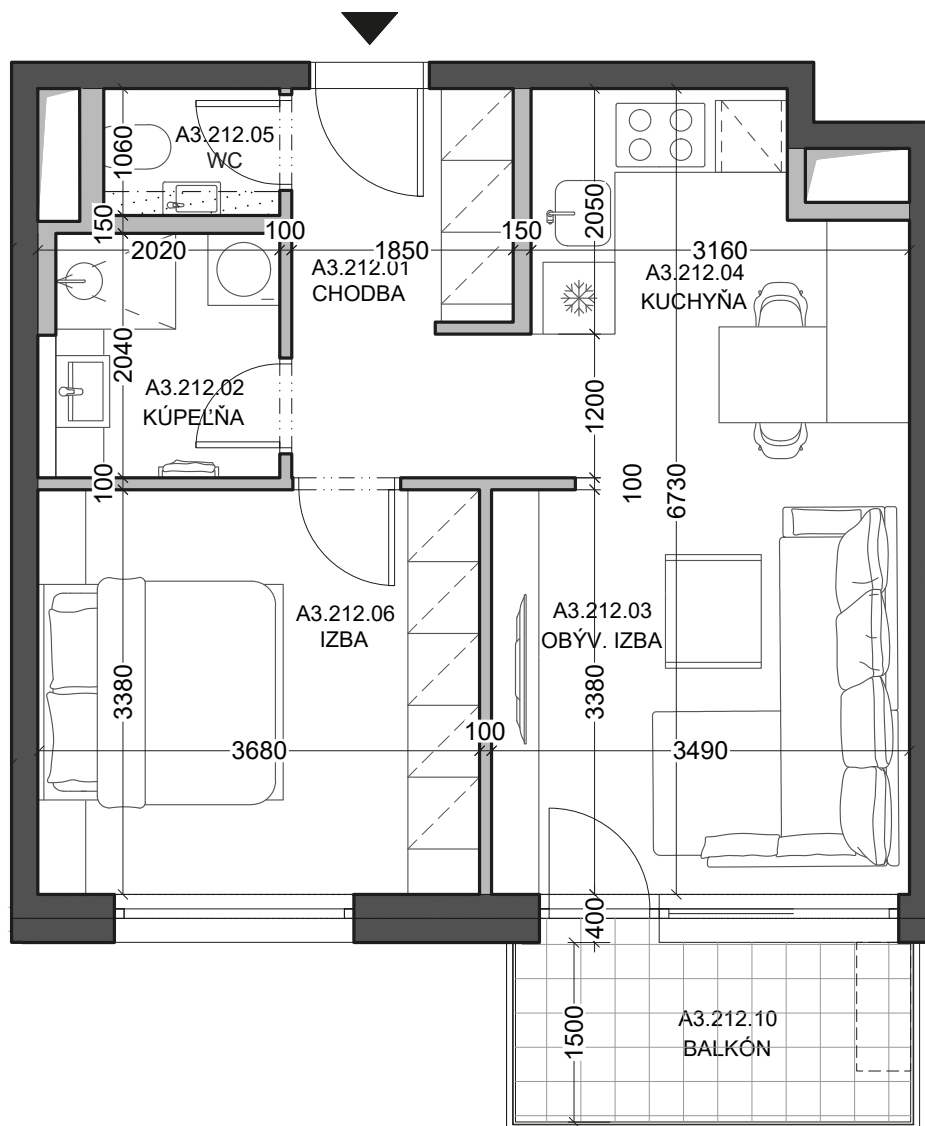 A3.212.05
WC
1060
150
2020
100
1850
150
2050
3160
A3.212.01
CHODBA
A3.212.04
KUCHYŇA
2040
A3.212.02
KÚPEĽŇA
1200
100
100
6730
A3.212.06
IZBA
A3.212.03
OBÝV. IZBA
3380
3380
3680
100
3490
400
1500
A3.212.10
BALKÓN